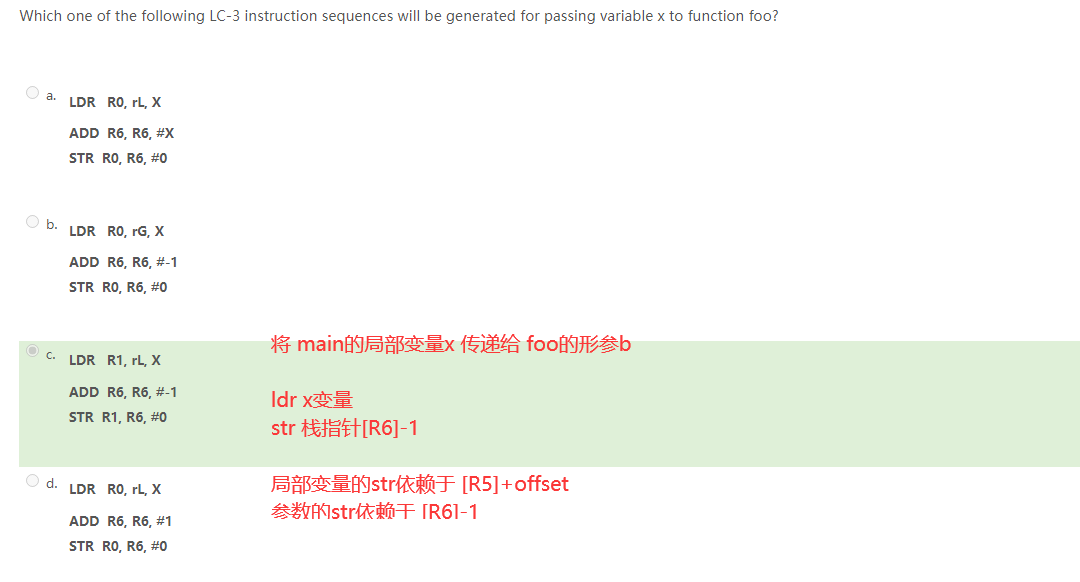 Which one of the following LC-3 instruction sequences will be generated for passing variable x to function foo?
a.
LDR R0, rL, X
ADD R6, R6, #X
STR R0, R6, #0
b.
LDR R0, rG, X
ADD R6, R6, #-1
STR R0, R6, #0
将 main的局部变量x 传递给 foo的形参b
c.
LDR R1, rL, X
ADD R6, R6, #-1
STR R1, R6, #0
ldr x变量
str 栈指针[R6]-1
d.
LDR R0, rL, X
ADD R6, R6, #1
STR R0, R6, #0
局部变量的str依赖于 [R5]+offset
参数的str依赖于 [R6]-1